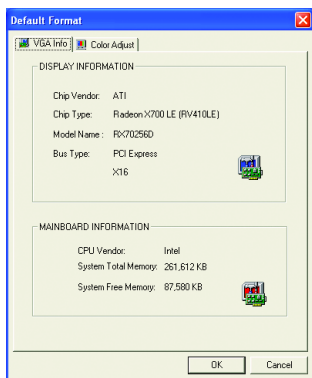 Default Format
VGA Info Color Adjust
DISPLAY INFORMATION
Chip Vendor: ATI
Chip Type: Radeon X700 LE (RV410LE)
Model Name : RX70256D
Bus Type: PCI Express
X16
MAINBOARD INFORMATION
CPU Vendor: Intel
System Total Memory: 261,612 KB
System Free Memory: 87,580 KB
OK Cancel